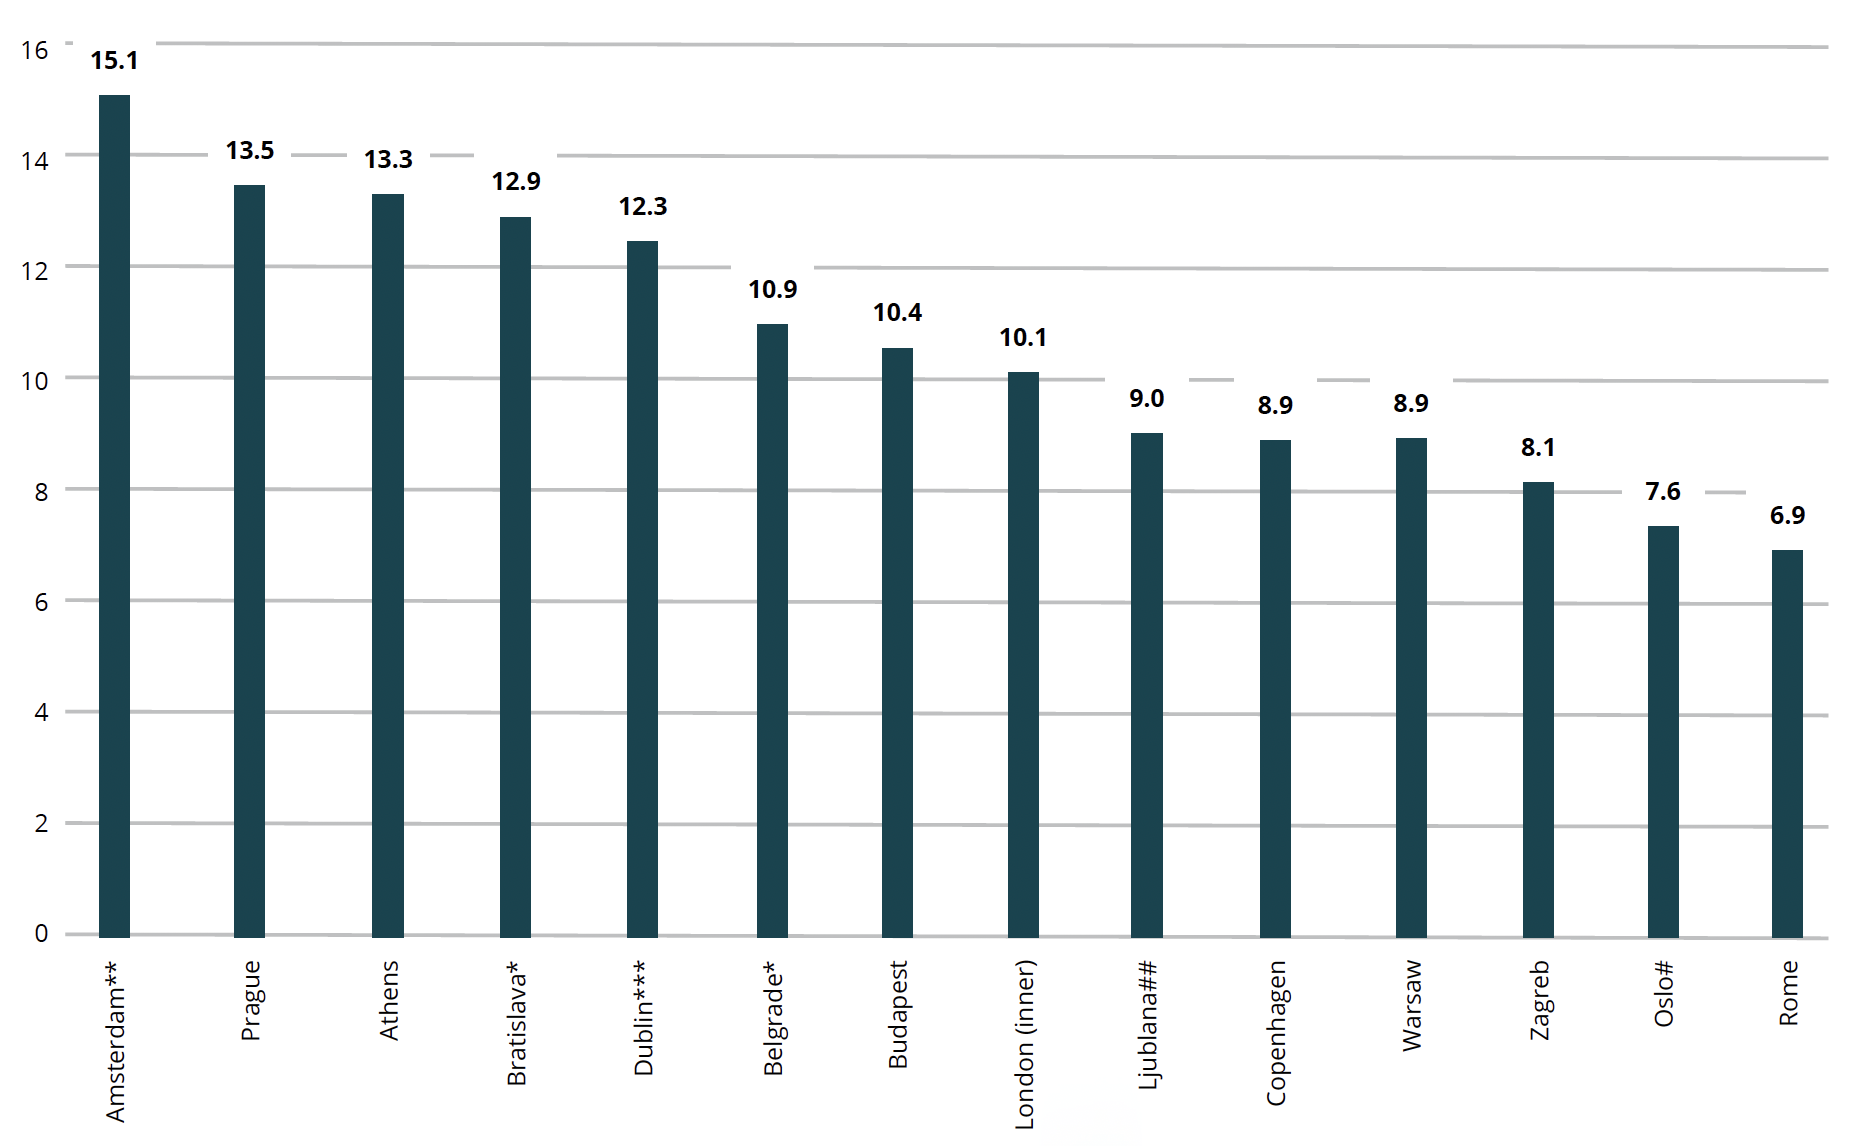 16
14
12
10
8
6
4
2
0
15.1
13.5
13.3
12.9
12.3
10.9
10.4
10.1
9.0
8.9
8.9
8.1
7.6
6.9
Amsterdam**
Prague
Athens
Bratislava*
Dublin***
Belgrade*
Budapest
London (inner)
Ljublana##
Copenhagen
Warsaw
Zagreb
Oslo#
Rome